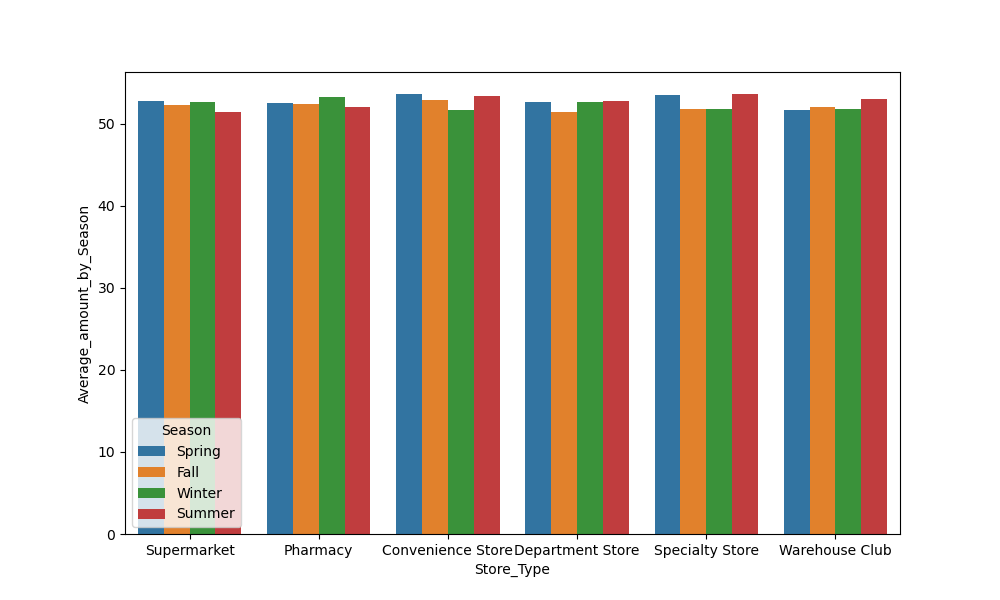 Average_amount_by_Season
50
40
30
20
10
0
Season
Spring
Fall
Winter
Summer
Supermarket Pharmacy Convenience Store Department Store Specialty Store Warehouse Club
Store_Type